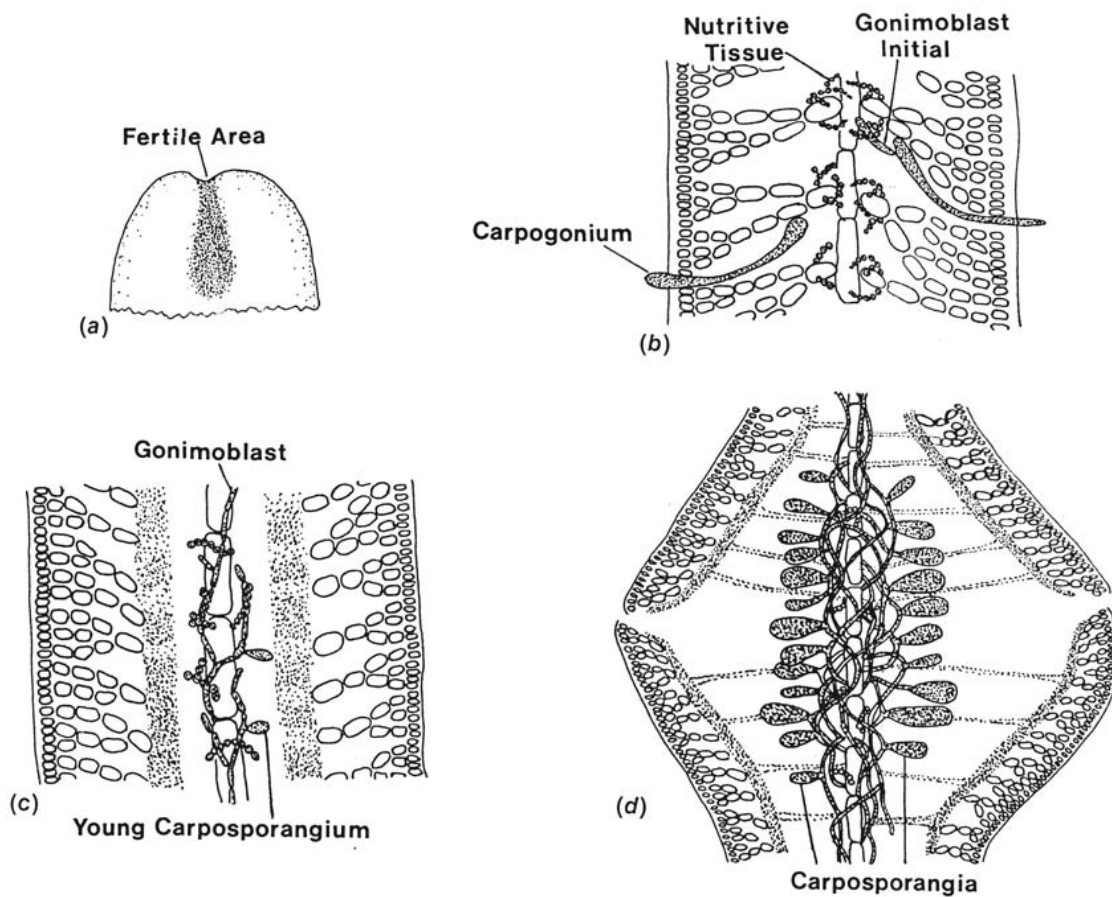 Fertile Area
(a)
Nutritive
Tissue
Gonimoblast
Initial
Carpogonium
(b)
Gonimoblast
(c)
Young Carposporangium
(d)
Carposporangia